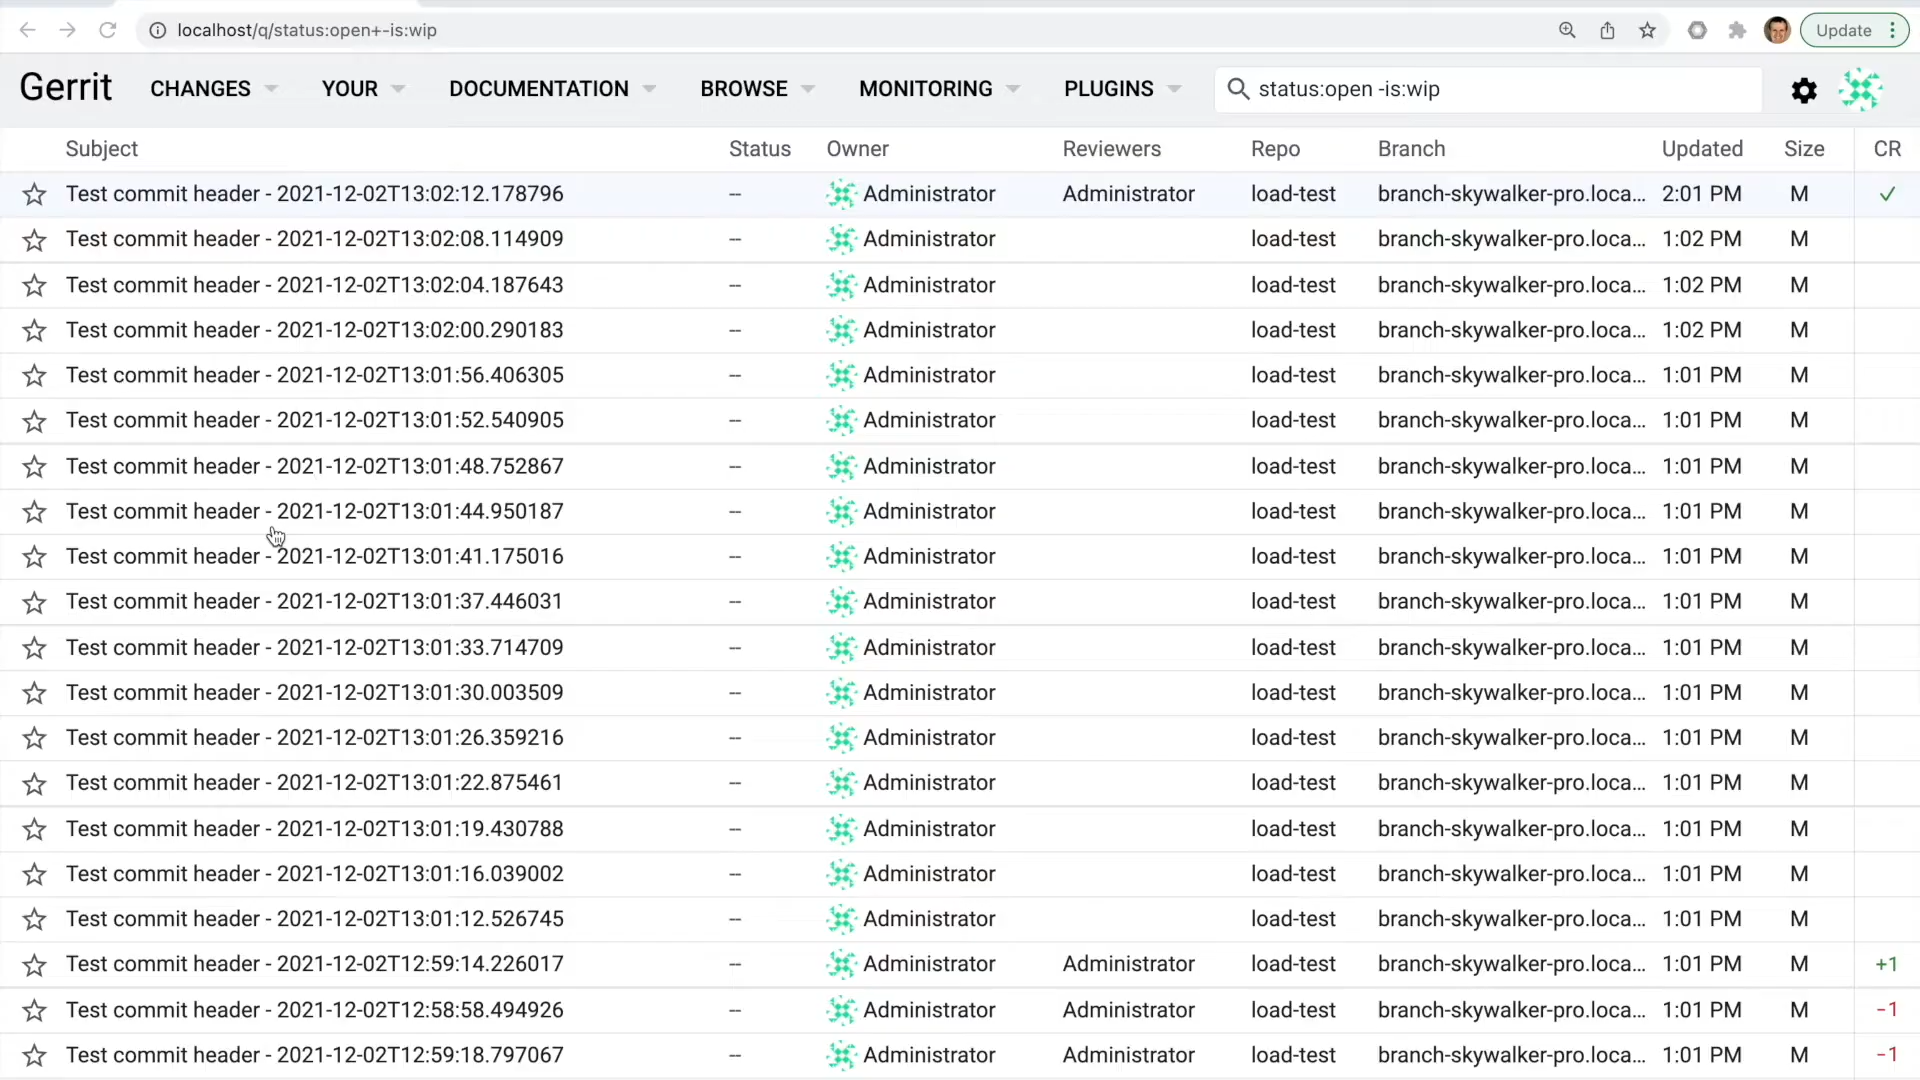 localhost/q/status:open+-is:wip Update
Gerrit CHANGES YOUR DOCUMENTATION BROWSE MONITORING PLUGINS status:open -is:wip
Subject Status Owner Reviewers Repo Branch Updated Size CR
Test commit header - 2021-12-02T13:02:12.178796 -- Administrator Administrator load-test branch-skywalker-pro.loca... 2:01 PM M ✓
Test commit header - 2021-12-02T13:02:08.114909 -- Administrator load-test branch-skywalker-pro.loca... 1:02 PM M
Test commit header - 2021-12-02T13:02:04.187643 -- Administrator load-test branch-skywalker-pro.loca... 1:02 PM M
Test commit header - 2021-12-02T13:02:00.290183 -- Administrator load-test branch-skywalker-pro.loca... 1:02 PM M
Test commit header - 2021-12-02T13:01:56.406305 -- Administrator load-test branch-skywalker-pro.loca... 1:01 PM M
Test commit header - 2021-12-02T13:01:52.540905 -- Administrator load-test branch-skywalker-pro.loca... 1:01 PM M
Test commit header - 2021-12-02T13:01:48.752867 -- Administrator load-test branch-skywalker-pro.loca... 1:01 PM M
Test commit header - 2021-12-02T13:01:44.950187 -- Administrator load-test branch-skywalker-pro.loca... 1:01 PM M
Test commit header - 2021-12-02T13:01:41.175016 -- Administrator load-test branch-skywalker-pro.loca... 1:01 PM M
Test commit header - 2021-12-02T13:01:37.446031 -- Administrator load-test branch-skywalker-pro.loca... 1:01 PM M
Test commit header - 2021-12-02T13:01:33.714709 -- Administrator load-test branch-skywalker-pro.loca... 1:01 PM M
Test commit header - 2021-12-02T13:01:30.003509 -- Administrator load-test branch-skywalker-pro.loca... 1:01 PM M
Test commit header - 2021-12-02T13:01:26.359216 -- Administrator load-test branch-skywalker-pro.loca... 1:01 PM M
Test commit header - 2021-12-02T13:01:22.875461 -- Administrator load-test branch-skywalker-pro.loca... 1:01 PM M
Test commit header - 2021-12-02T13:01:19.430788 -- Administrator load-test branch-skywalker-pro.loca... 1:01 PM M
Test commit header - 2021-12-02T13:01:16.039002 -- Administrator load-test branch-skywalker-pro.loca... 1:01 PM M
Test commit header - 2021-12-02T13:01:12.526745 -- Administrator load-test branch-skywalker-pro.loca... 1:01 PM M
Test commit header - 2021-12-02T12:59:14.226017 -- Administrator Administrator load-test branch-skywalker-pro.loca... 1:01 PM M +1
Test commit header - 2021-12-02T12:58:58.494926 -- Administrator Administrator load-test branch-skywalker-pro.loca... 1:01 PM M -1
Test commit header - 2021-12-02T12:59:18.797067 -- Administrator Administrator load-test branch-skywalker-pro.loca... 1:01 PM M -1